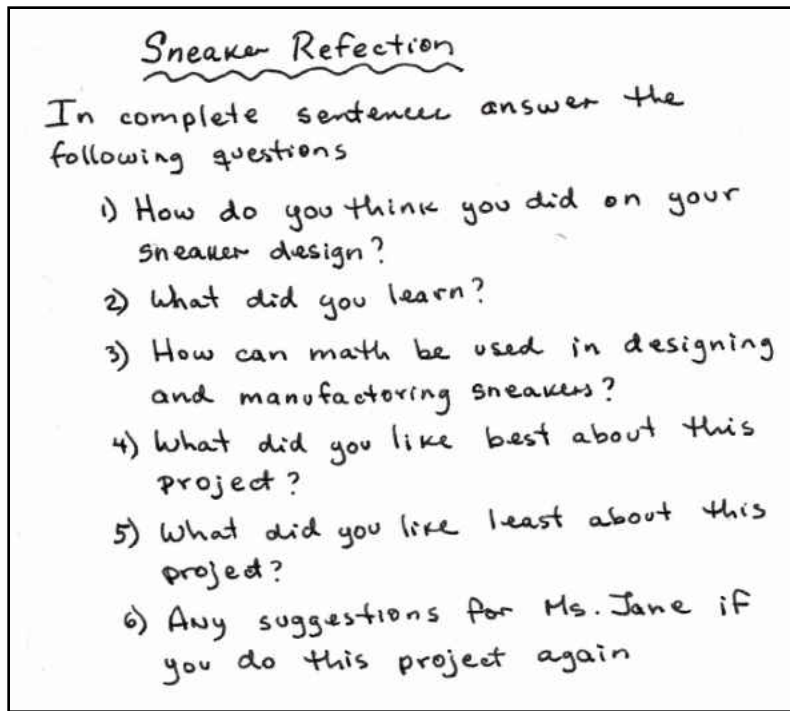 Sneaker Refection
In complete sentences answer the
following questions
1) How do you think you did on your
sneaker design?
2) What did you learn?
3) How can math be used in designing
and manufactoring sneakers?
4) What did you like best about this
project?
5) What did you like least about this
project?
6) Any suggestions for Ms. Jane if
you do this project again